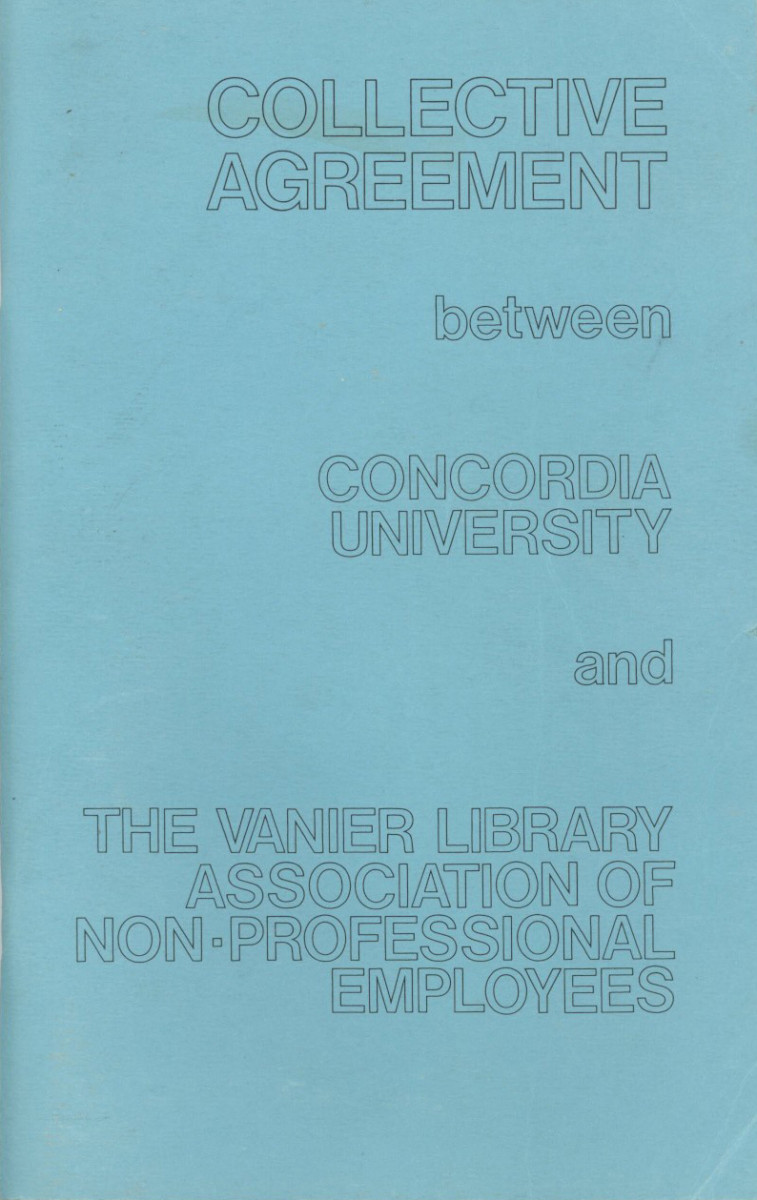 COLLECTIVE
AGREEMENT
between
CONCORDIA
UNIVERSITY
and
THE VANIER LIBRARY
ASSOCIATION OF
NON-PROFESSIONAL
EMPLOYEES